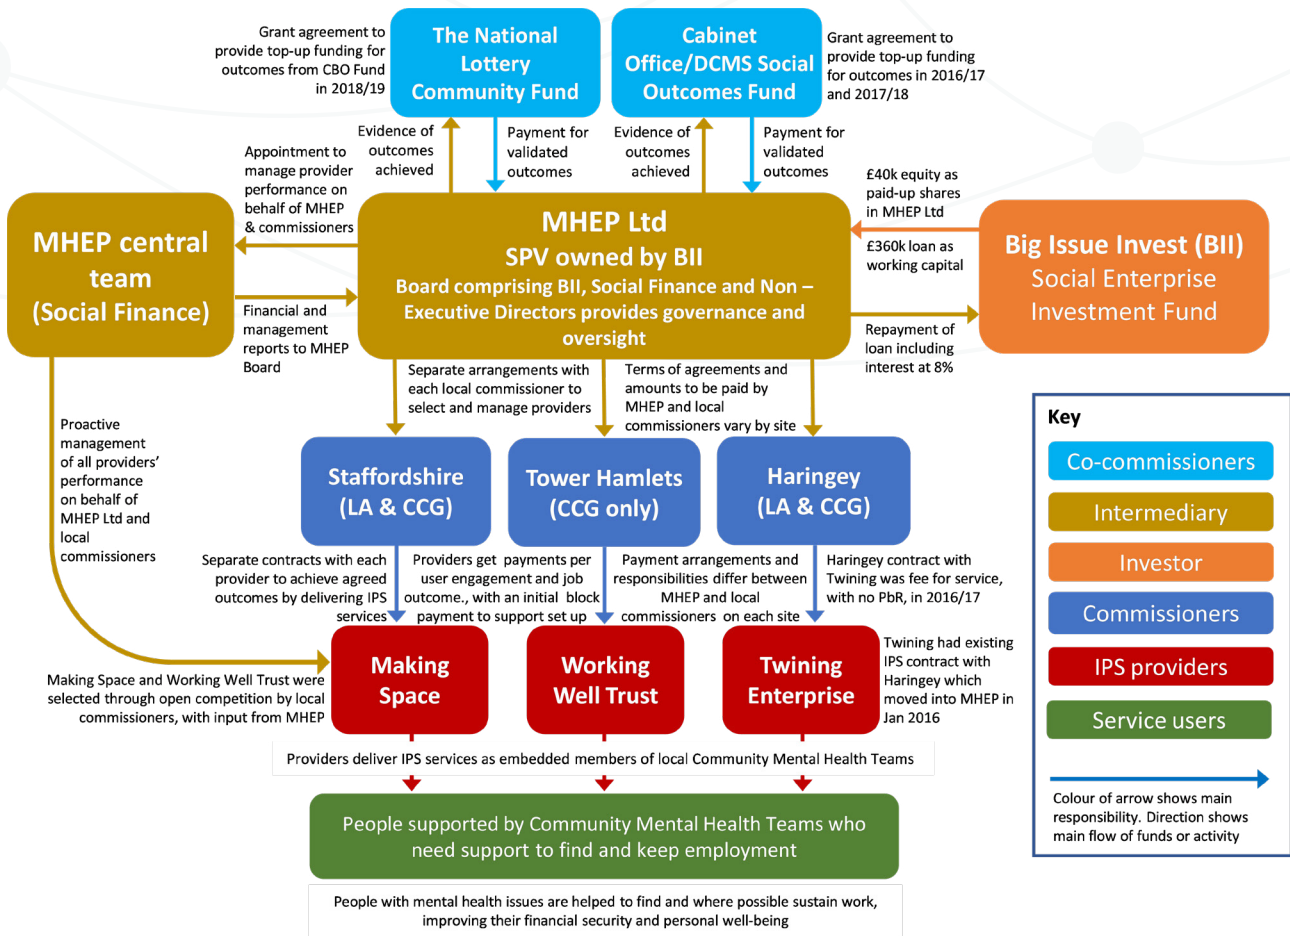 Grant agreement to
provide top-up funding for
outcomes from CBO Fund
in 2018/19
The National
Lottery
Community Fund
Cabinet
Office/DCMS Social
Outcomes Fund
Grant agreement to
provide top-up funding
for outcomes in 2016/17
and 2017/18
Evidence of
outcomes
achieved
Payment for
validated
outcomes
Evidence of
outcomes
achieved
Payment for
validated
outcomes
Appointment to
manage provider
performance on
behalf of MHEP
& commissioners
£40k equity as
paid-up shares
in MHEP Ltd
£360k loan as
working capital
MHEP central
team
(Social Finance)
MHEP Ltd
SPV owned by BII
Board comprising BII, Social Finance and Non –
Executive Directors provides governance and
oversight
Big Issue Invest (BII)
Social Enterprise
Investment Fund
Financial and
management
reports to MHEP
Board
Repayment of
loan including
interest at 8%
Separate arrangements with
each local commissioner to
select and manage providers
Terms of agreements and
amounts to be paid by
MHEP and local
commissioners vary by site
Proactive
management
of all providers’
performance
on behalf of
MHEP Ltd and
local
commissioners
Staffordshire
(LA & CCG)
Tower Hamlets
(CCG only)
Haringey
(LA & CCG)
Separate contracts with each
provider to achieve agreed
outcomes by delivering IPS
services
Providers get payments per
user engagement and job
outcome., with an initial block
payment to support set up
Payment arrangements and
responsibilities differ between
MHEP and local
commissioners on each site
Haringey contract with
Twining was fee for service,
with no PbR, in 2016/17
Making
Space
Working
Well Trust
Twining
Enterprise
Twining had existing
IPS contract with
Haringey which
moved into MHEP in
Jan 2016
Making Space and Working Well Trust were
selected through open competition by local
commissioners, with input from MHEP
Providers deliver IPS services as embedded members of local Community Mental Health Teams
People supported by Community Mental Health Teams who
need support to find and keep employment
People with mental health issues are helped to find and where possible sustain work,
improving their financial security and personal well-being
Key
Co-commissioners
Intermediary
Investor
Commissioners
IPS providers
Service users
Colour of arrow shows main
responsibility. Direction shows
main flow of funds or activity